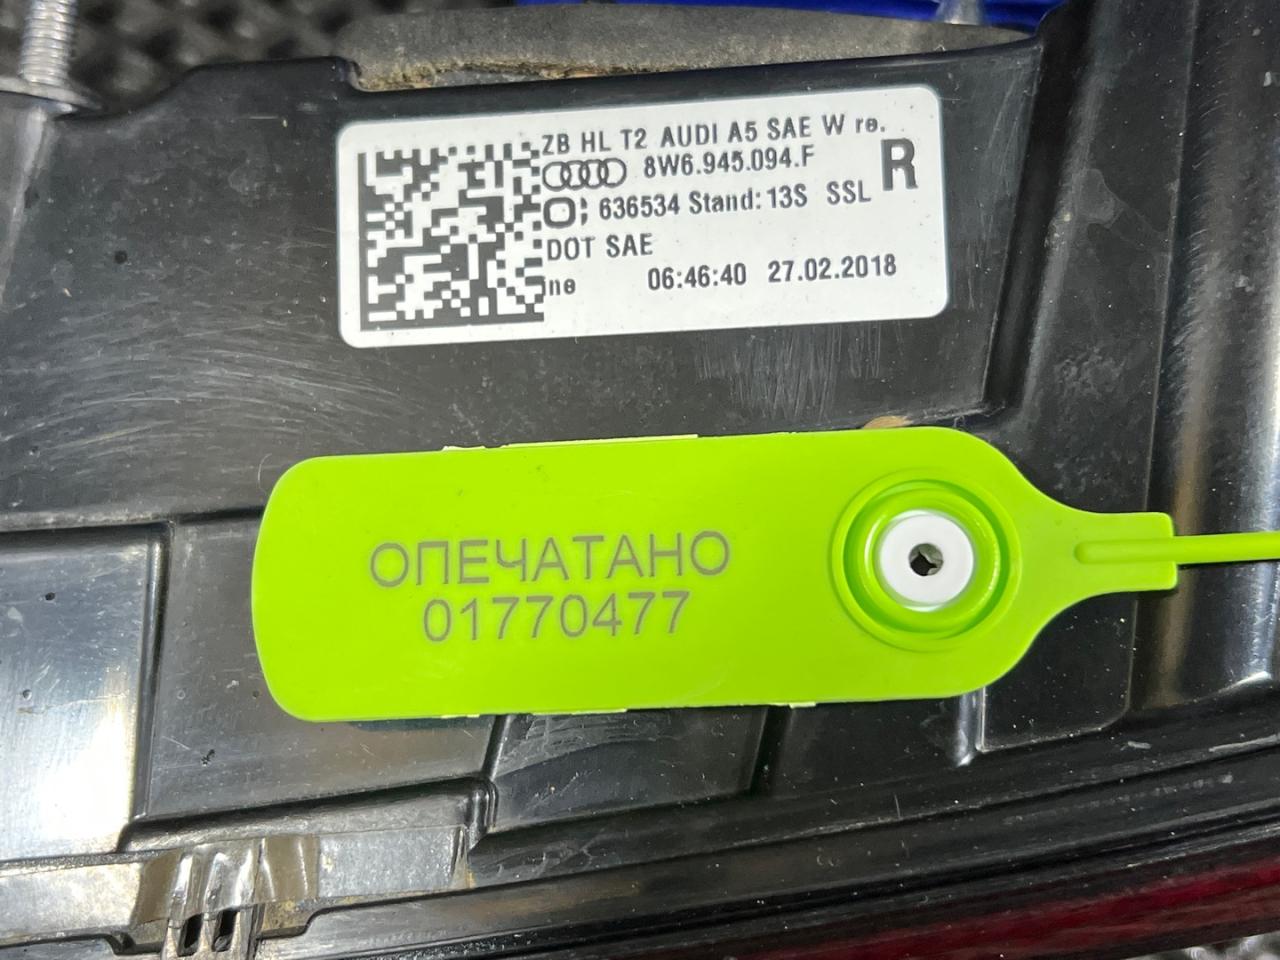 ZB HL T2 AUDI A5 SAE W re.
8W6.945.094.F R
636534 Stand: 13S SSL
DOT SAE
06:46:40 27.02.2018
ОПЕЧАТАНО
01770477